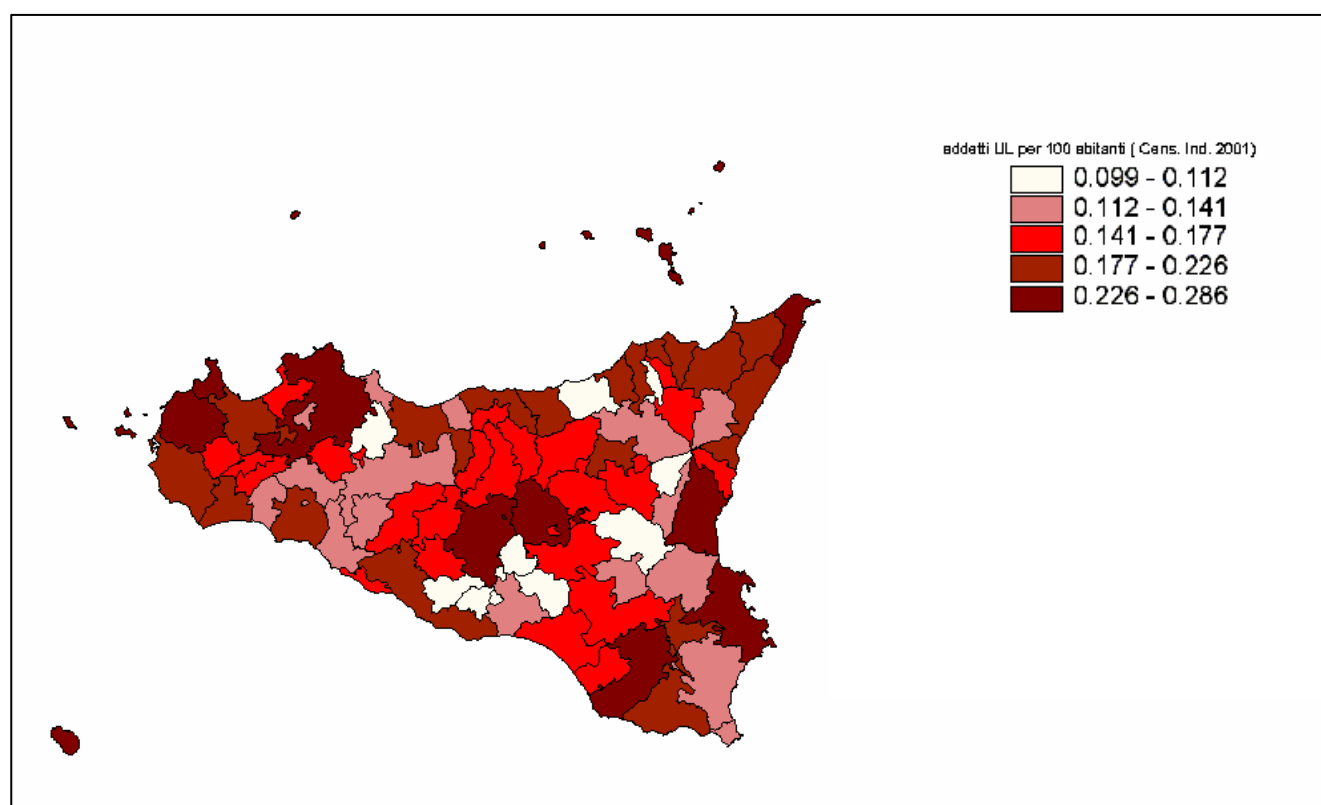 addetti UL per 100 abitanti ( Cens. Ind. 2001)
0.099 - 0.112
0.112 - 0.141
0.141 - 0.177
0.177 - 0.226
0.226 - 0.286